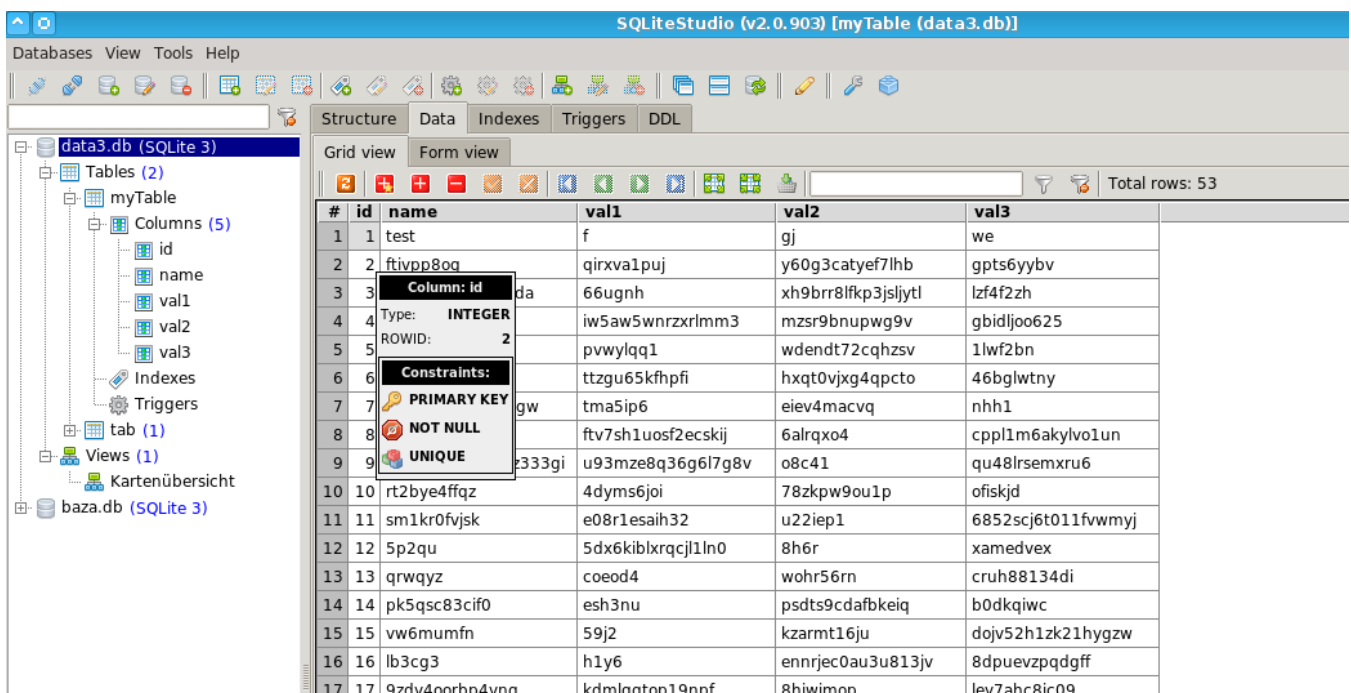 SQLiteStudio (v2.0.903) [myTable (data3.db)]
Databases View Tools Help
Structure Data Indexes Triggers DDL
data3.db (SQLite 3)
Tables (2)
myTable
Columns (5)
id
name
val1
val2
val3
Indexes
Triggers
tab (1)
Views (1)
Kartenübersicht
baza.db (SQLite 3)
Grid view Form view
Total rows: 53
# id name val1 val2 val3
1 1 test f gj we
2 2 ftivpp8og qirxva1puj y60g3catyef7lhb gpts6yybv
3 3 da 66ugnh xh9brr8lfkp3jsljytl lzf4f2zh
4 4 iw5aw5wnrzxrlmm3 mzsr9bnupwg9v gbidljoo625
5 5 pvwylqq1 wdendt72cqhzsv 1lwf2bn
6 6 ttzgu65kfhpfi hxqt0vjxg4qpcto 46bglwtny
7 7 gw tma5ip6 eiev4macvq nhh1
8 8 ftv7sh1uosf2ecskij 6alrqxo4 cppl1m6akylvo1un
9 9 z333gi u93mze8q36g6l7g8v o8c41 qu48lrsemxru6
10 10 rt2bye4ffqz 4dyms6joi 78zkpw9ou1p ofiskjd
11 11 sm1kr0fvjsk e08r1esaih32 u22iep1 6852scj6t011fvwmyj
12 12 5p2qu 5dx6kiblxrqcjl1ln0 8h6r xamedvex
13 13 qrwqyz coeod4 wohr56rn cruh88134di
14 14 pk5qsc83cif0 esh3nu psdts9cdafbkeiq b0dkqiwc
15 15 vw6mumfn 59j2 kzarmt16ju dojv52h1zk21hygzw
16 16 lb3cg3 h1y6 ennrjec0au3u813jv 8dpuevzpqdgff
17 17
Column: id
Type: INTEGER
ROWID: 2
Constraints:
PRIMARY KEY
NOT NULL
UNIQUE